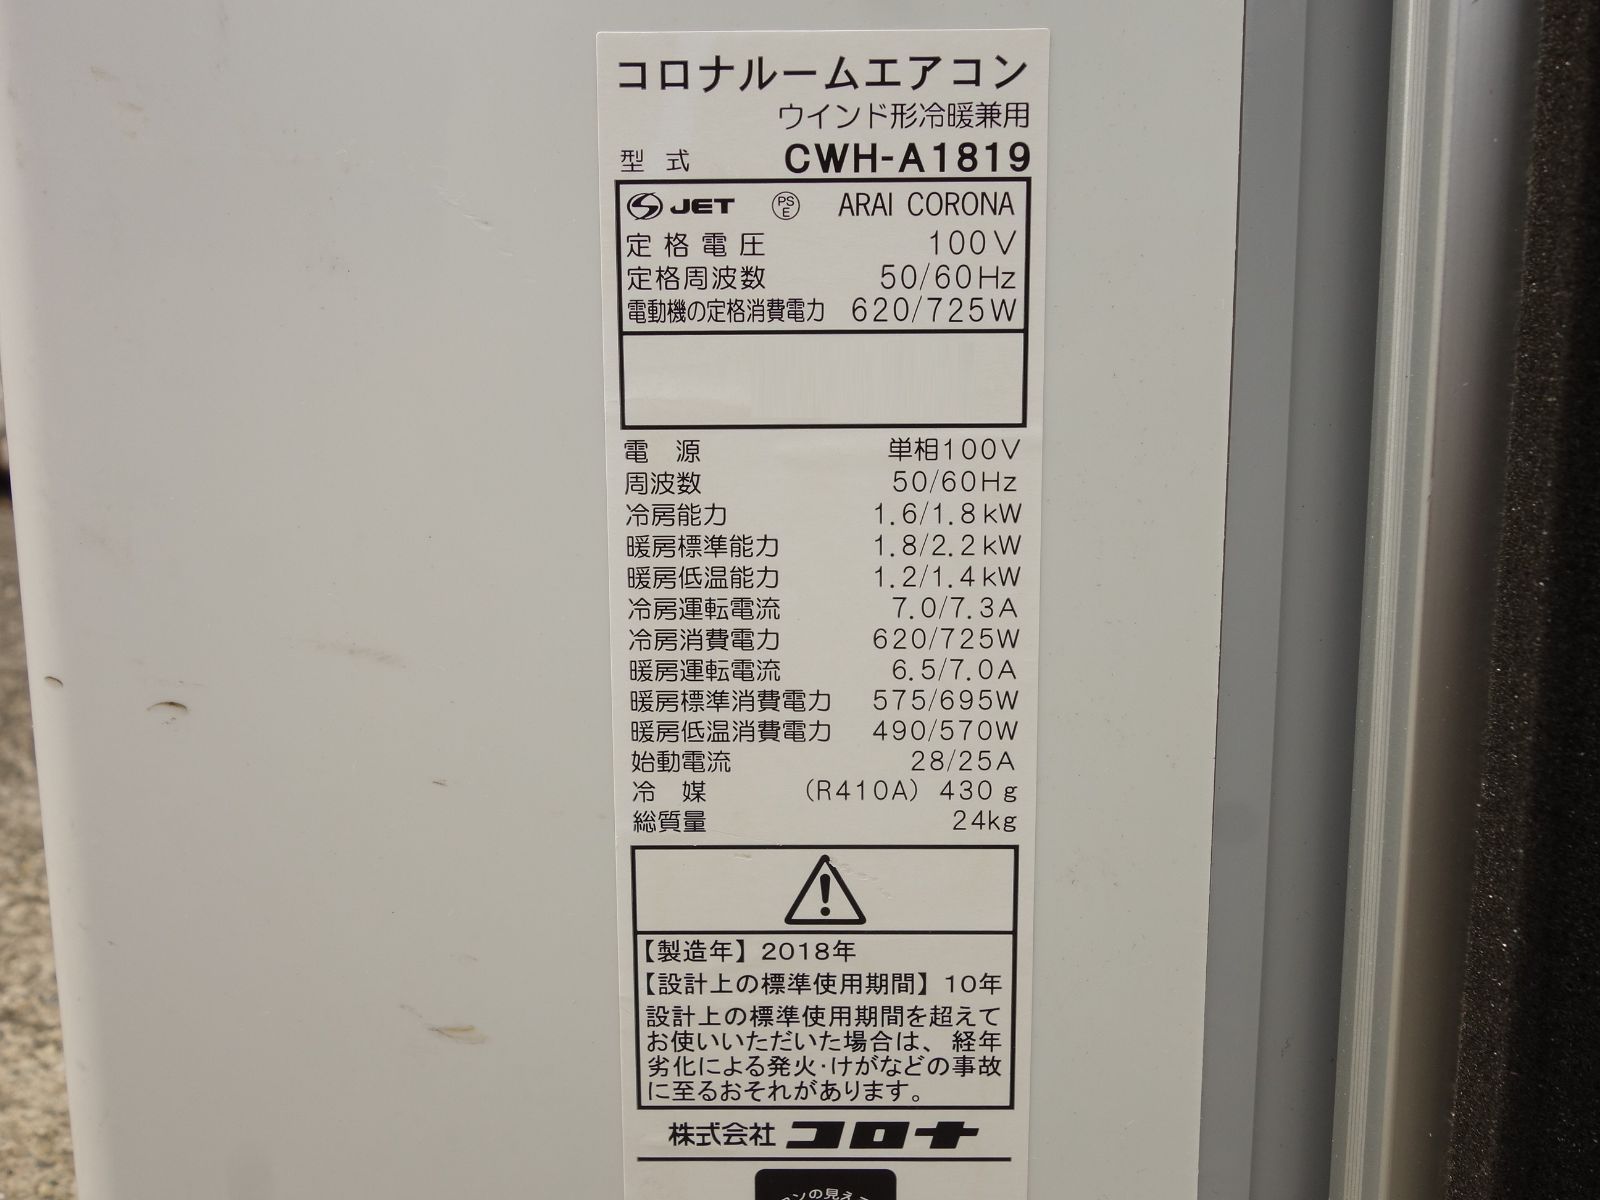 コロナルームエアコン
ウインド形冷暖兼用
型式 CWH-A1819
JET PSE ARAI CORONA
定格電圧 100V
定格周波数 50/60Hz
電動機の定格消費電力 620/725W
電源 単相100V
周波数 50/60Hz
冷房能力 1.6/1.8kW
暖房標準能力 1.8/2.2kW
暖房低温能力 1.2/1.4kW
冷房運転電流 7.0/7.3A
冷房消費電力 620/725W
暖房運転電流 6.5/7.0A
暖房標準消費電力 575/695W
暖房低温消費電力 490/570W
始動電流 28/25A
冷媒 (R410A) 430g
総質量 24kg
【製造年】2018年
【設計上の標準使用期間】10年
設計上の標準使用期間を超えて
お使いいただいた場合は、経年
劣化による発火・けがなどの事故
に至るおそれがあります。
株式会社 コロナ
ンの見え